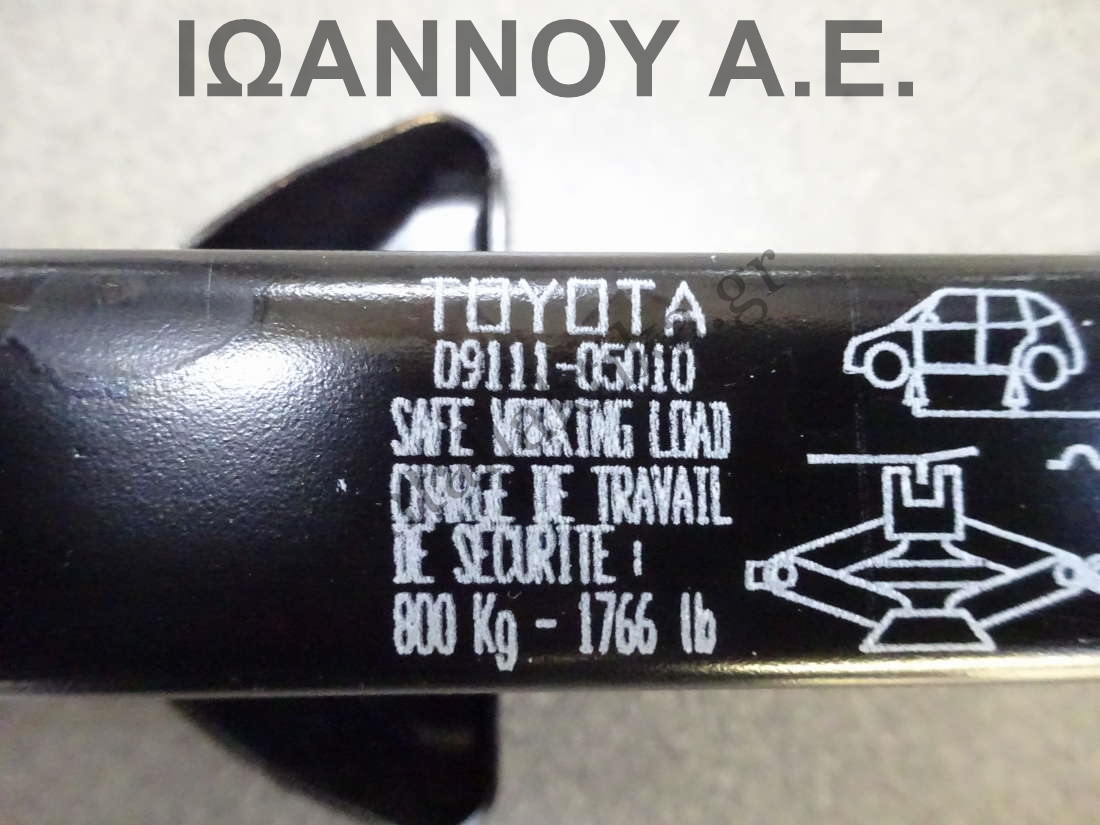 ΙΩΑΝΝΟΥ Α.Ε.
TOYOTA
09111-05010
SAFE WORKING LOAD
CHARGE DE TRAVAIL
DE SECURITE :
800 Kg - 1766 lb